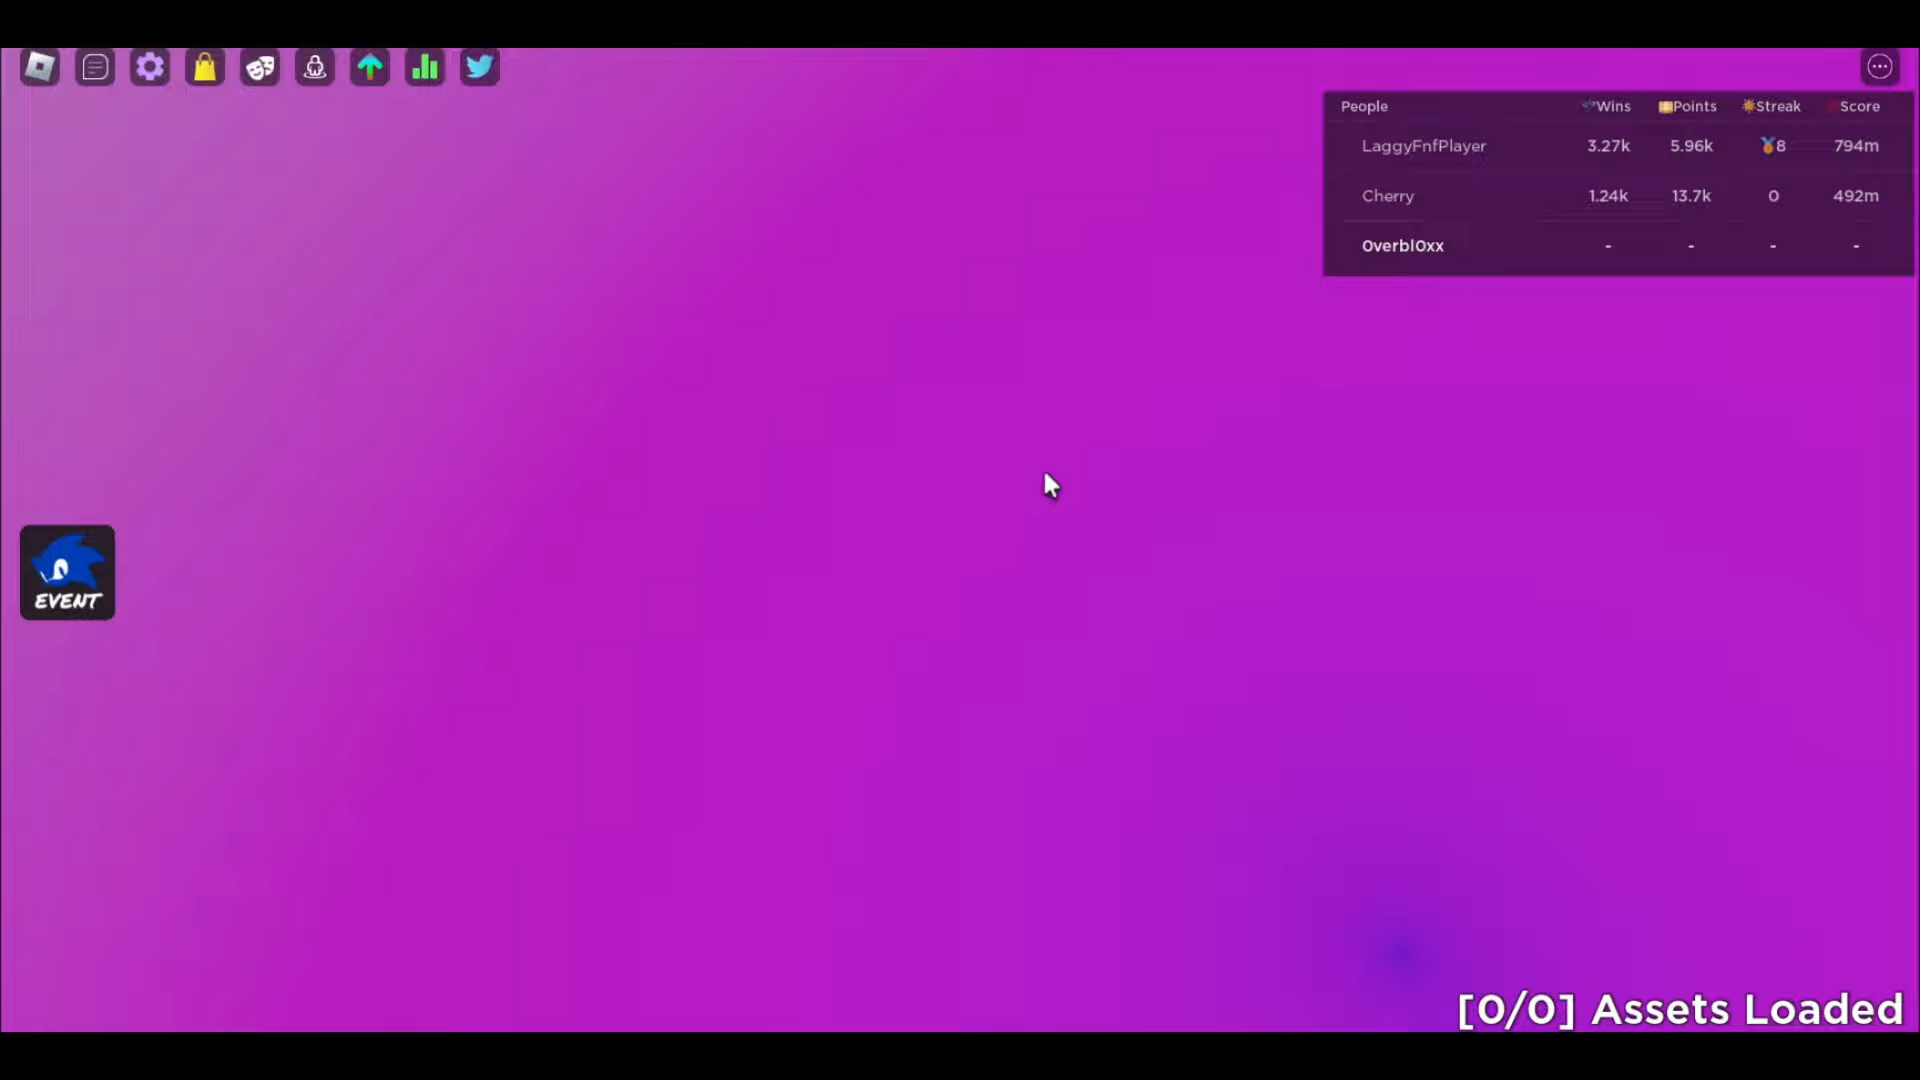 People Wins Points Streak Score
LaggyFnfPlayer 3.27k 5.96k 8 794m
Cherry 1.24k 13.7k 0 492m
0verbl0xx - - - -
EVENT
[0/0] Assets Loaded